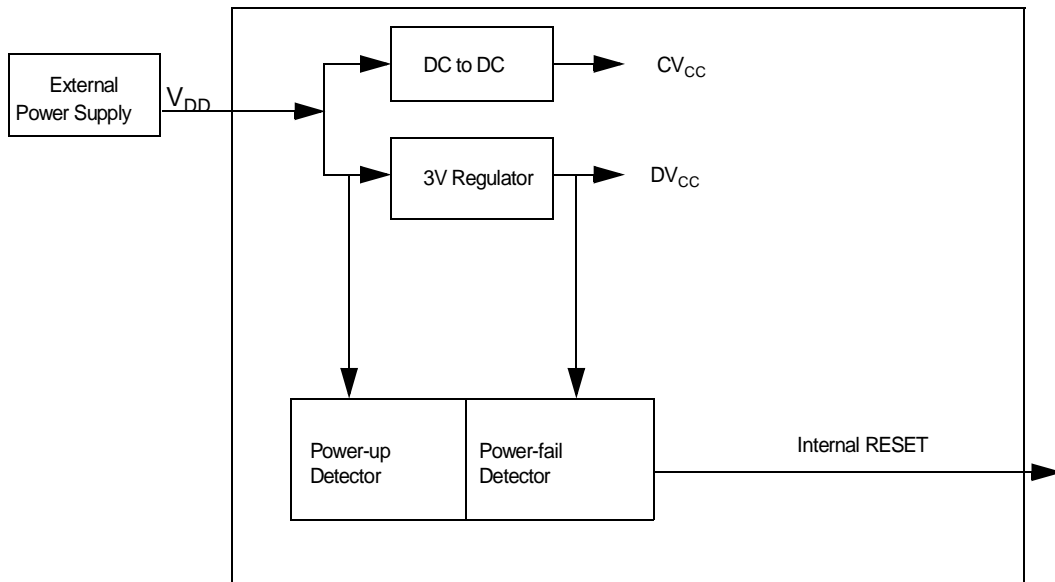 External
Power Supply
V_DD
DC to DC
CV_CC
3V Regulator
DV_CC
Power-up
Detector
Power-fail
Detector
Internal RESET